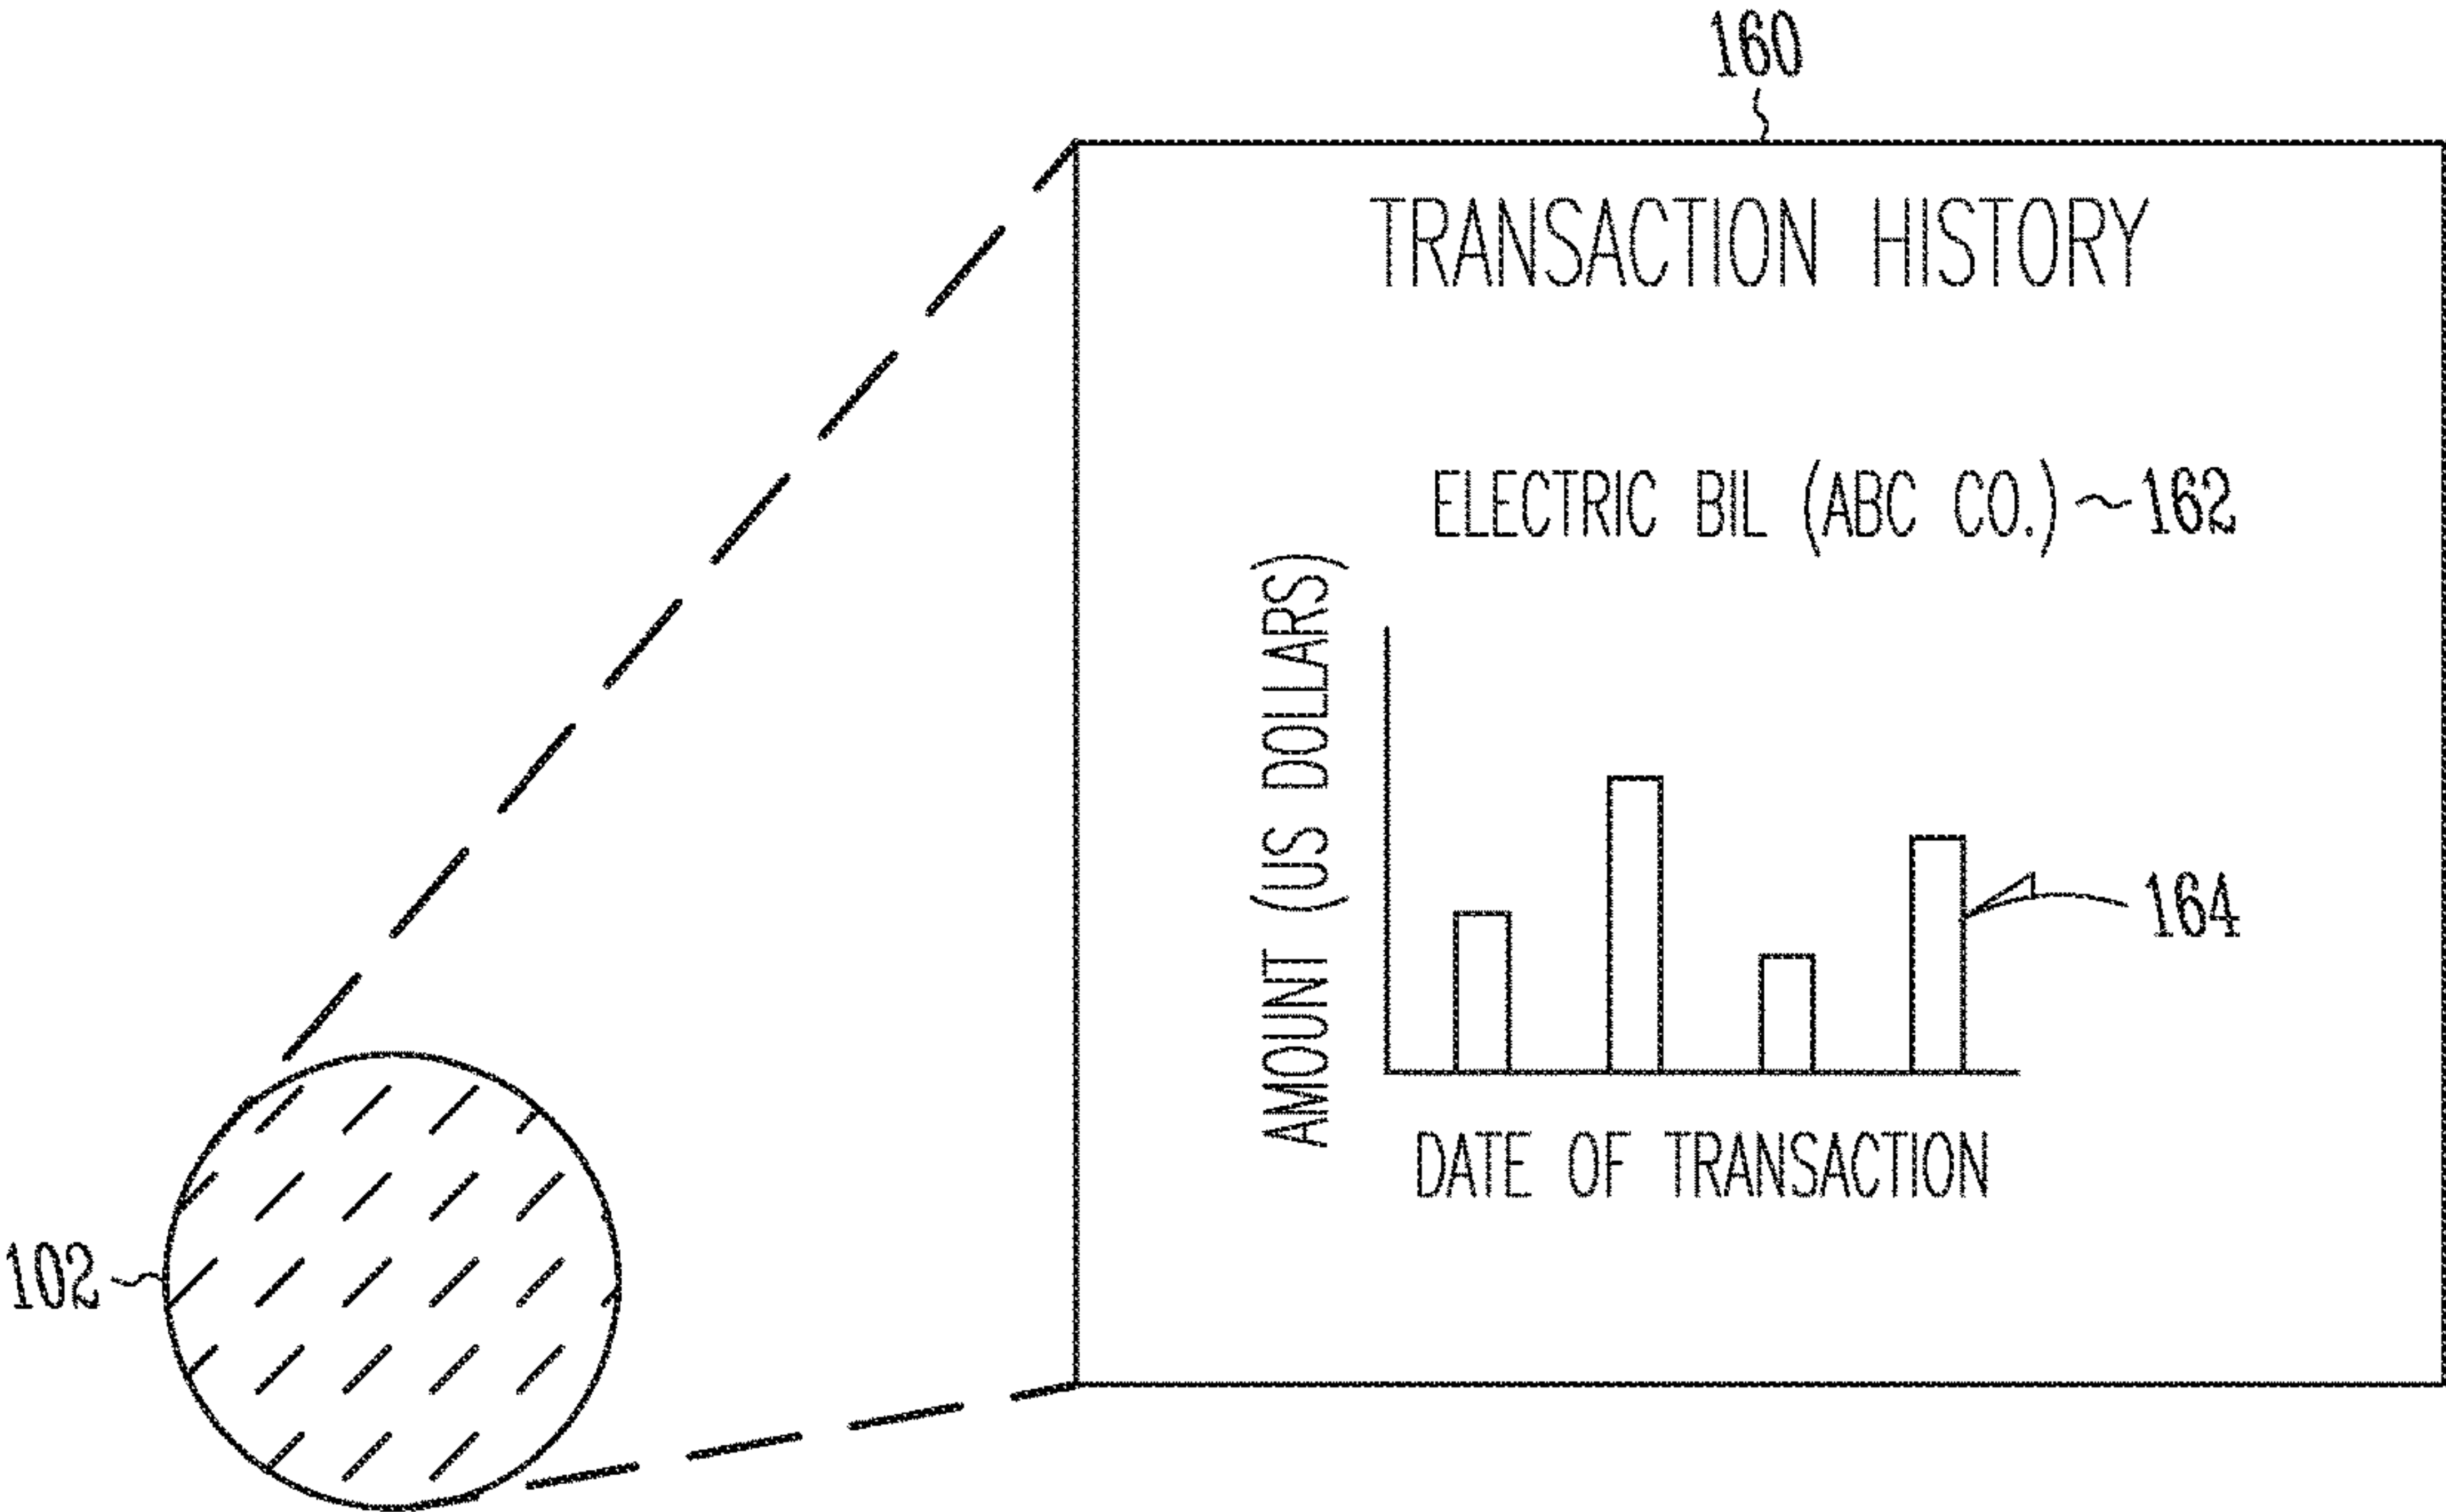 160
TRANSACTION HISTORY
ELECTRIC BIL (ABC CO.) 162
AMOUNT (US DOLLARS)
164
DATE OF TRANSACTION
102